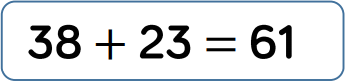 38 + 23 = 61